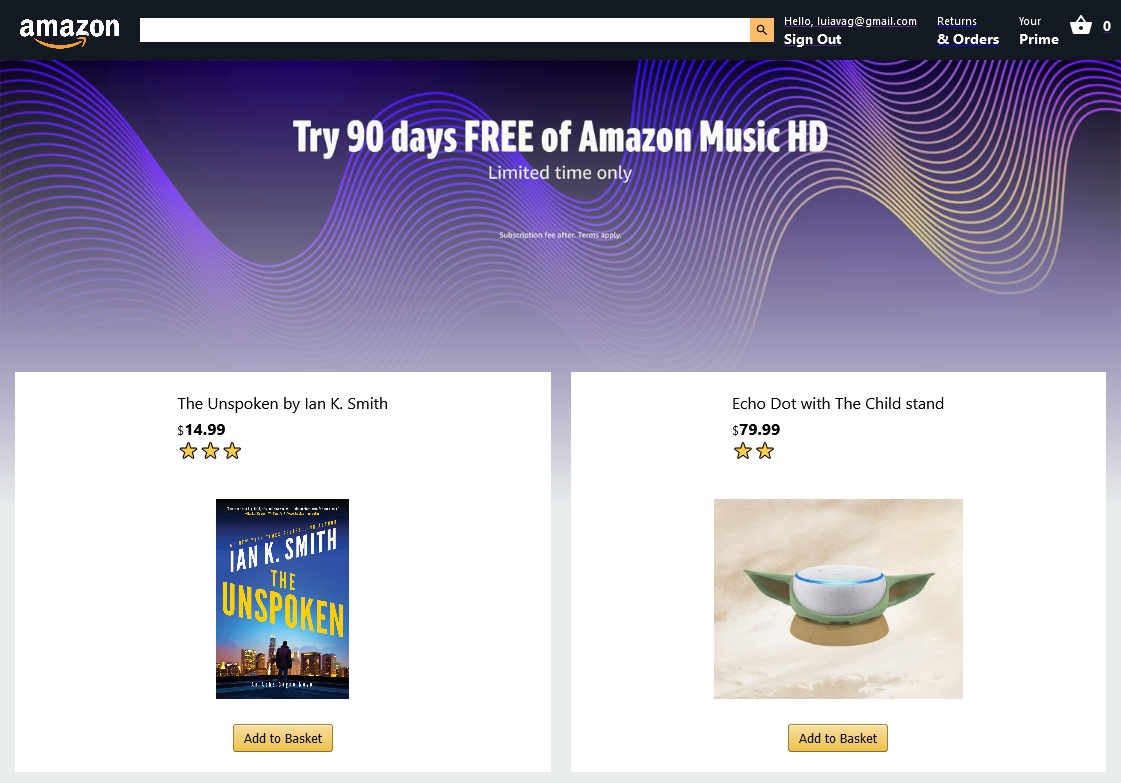 amazon
Hello, luiavag@gmail.com
Sign Out
Returns
& Orders
Your
Prime
0
Try 90 days FREE of Amazon Music HD
Limited time only
Subscription fee after. Terms apply.
The Unspoken by Ian K. Smith
$14.99
IAN K. SMITH
THE
UNSPOKEN
Add to Basket
Echo Dot with The Child stand
$79.99
Add to Basket